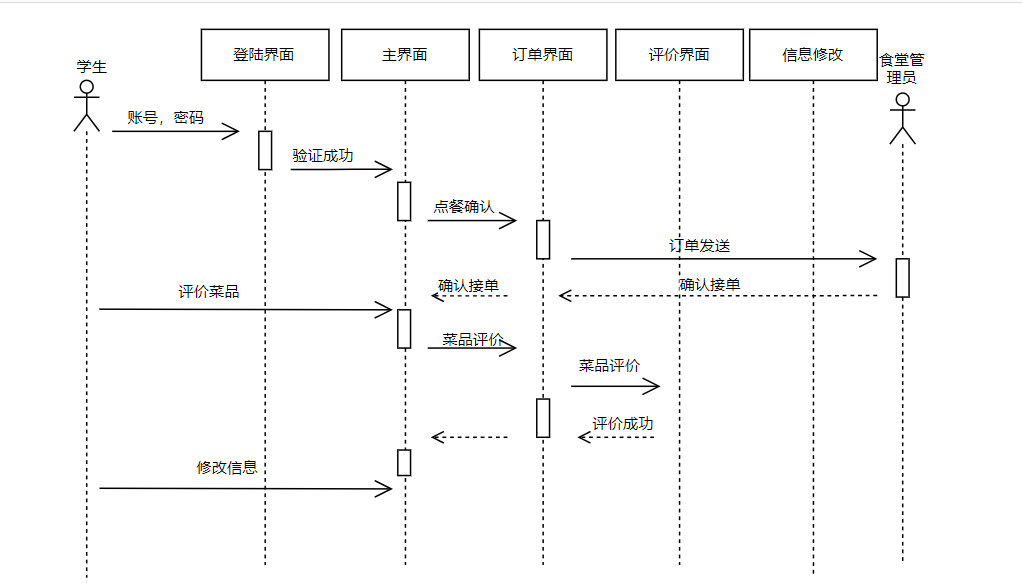 学生
登陆界面
主界面
订单界面
评价界面
信息修改
食堂管
理员
账号，密码
验证成功
点餐确认
订单发送
确认接单
确认接单
评价菜品
菜品评价
菜品评价
评价成功
修改信息